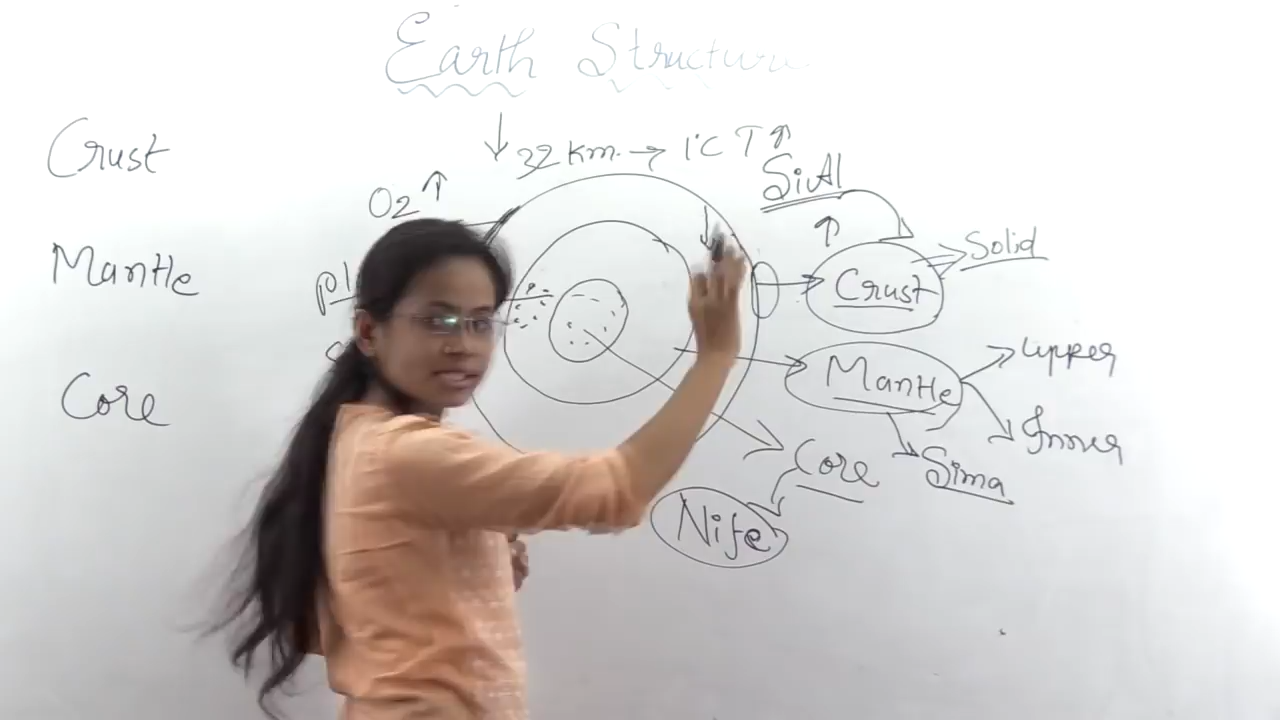 Earth Structure
Crust
Mantle
Core
32 km. → 1°C T↑
O2 ↑
SiAl
↑
Crust
Solid
Mantle
Upper
Inner
Sima
Core
Nife